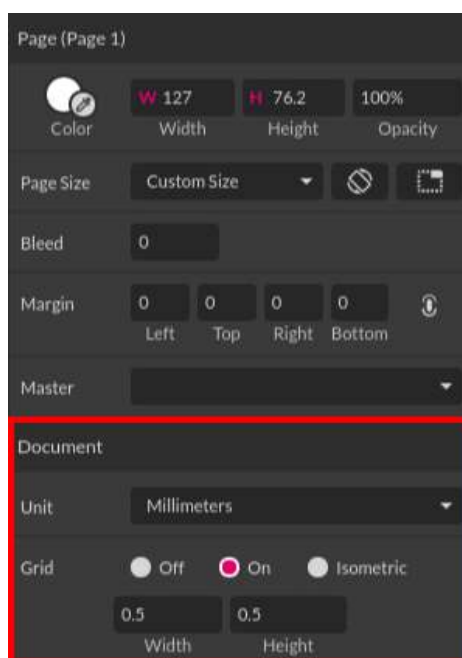 Page (Page 1)
W 127 H 76.2 100%
Color Width Height Opacity
Page Size Custom Size
Bleed 0
Margin 0 0 0 0
Left Top Right Bottom
Master
Document
Unit Millimeters
Grid Off On Isometric
0.5 0.5
Width Height